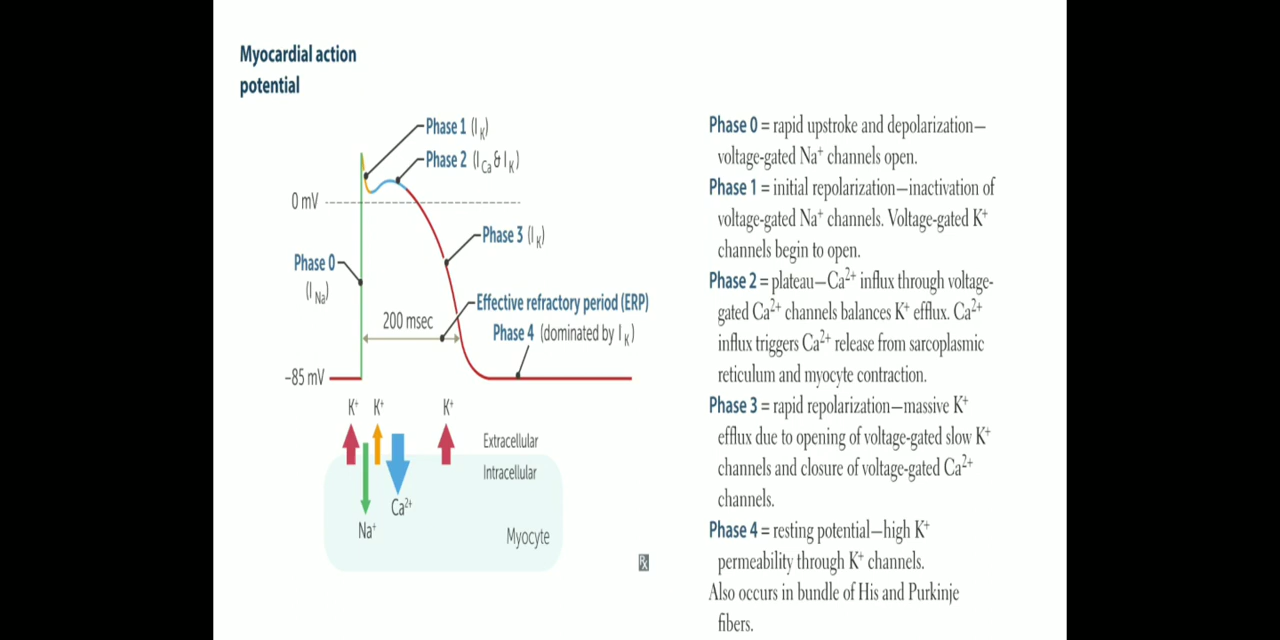 Myocardial action
potential
Phase 1 (I K)
Phase 2 (I Ca & I K)
0 mV
Phase 3 (I K)
Phase 0
(I Na)
Effective refractory period (ERP)
200 msec
Phase 4 (dominated by I K)
−85 mV
K+ K+ K+
Extracellular
Intracellular
Ca2+
Na+
Myocyte
Rx
Phase 0 = rapid upstroke and depolarization—
voltage-gated Na+ channels open.
Phase 1 = initial repolarization—inactivation of
voltage-gated Na+ channels. Voltage-gated K+
channels begin to open.
Phase 2 = plateau—Ca2+ influx through voltage-
gated Ca2+ channels balances K+ efflux. Ca2+
influx triggers Ca2+ release from sarcoplasmic
reticulum and myocyte contraction.
Phase 3 = rapid repolarization—massive K+
efflux due to opening of voltage-gated slow K+
channels and closure of voltage-gated Ca2+
channels.
Phase 4 = resting potential—high K+
permeability through K+ channels.
Also occurs in bundle of His and Purkinje
fibers.